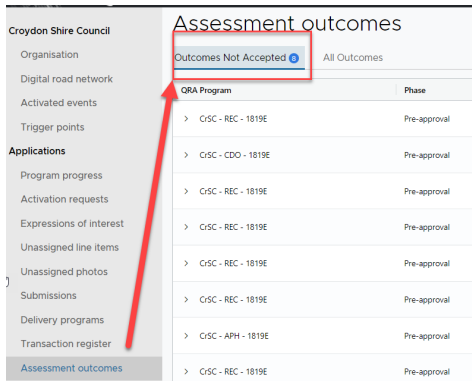 Croydon Shire Council
Organisation
Digital road network
Activated events
Trigger points
Applications
Program progress
Activation requests
Expressions of interest
Unassigned line items
Unassigned photos
Submissions
Delivery programs
Transaction register
Assessment outcomes
Assessment outcomes
Outcomes Not Accepted 8 All Outcomes
QRA Program Phase
> CrSC - REC - 1819E Pre-approval
> CrSC - CDO - 1819E Pre-approval
> CrSC - REC - 1819E Pre-approval
> CrSC - REC - 1819E Pre-approval
> CrSC - REC - 1819E Pre-approval
> CrSC - REC - 1819E Pre-approval
> CrSC - APH - 1819E Pre-approval
> CrSC - REC - 1819E Pre-approval